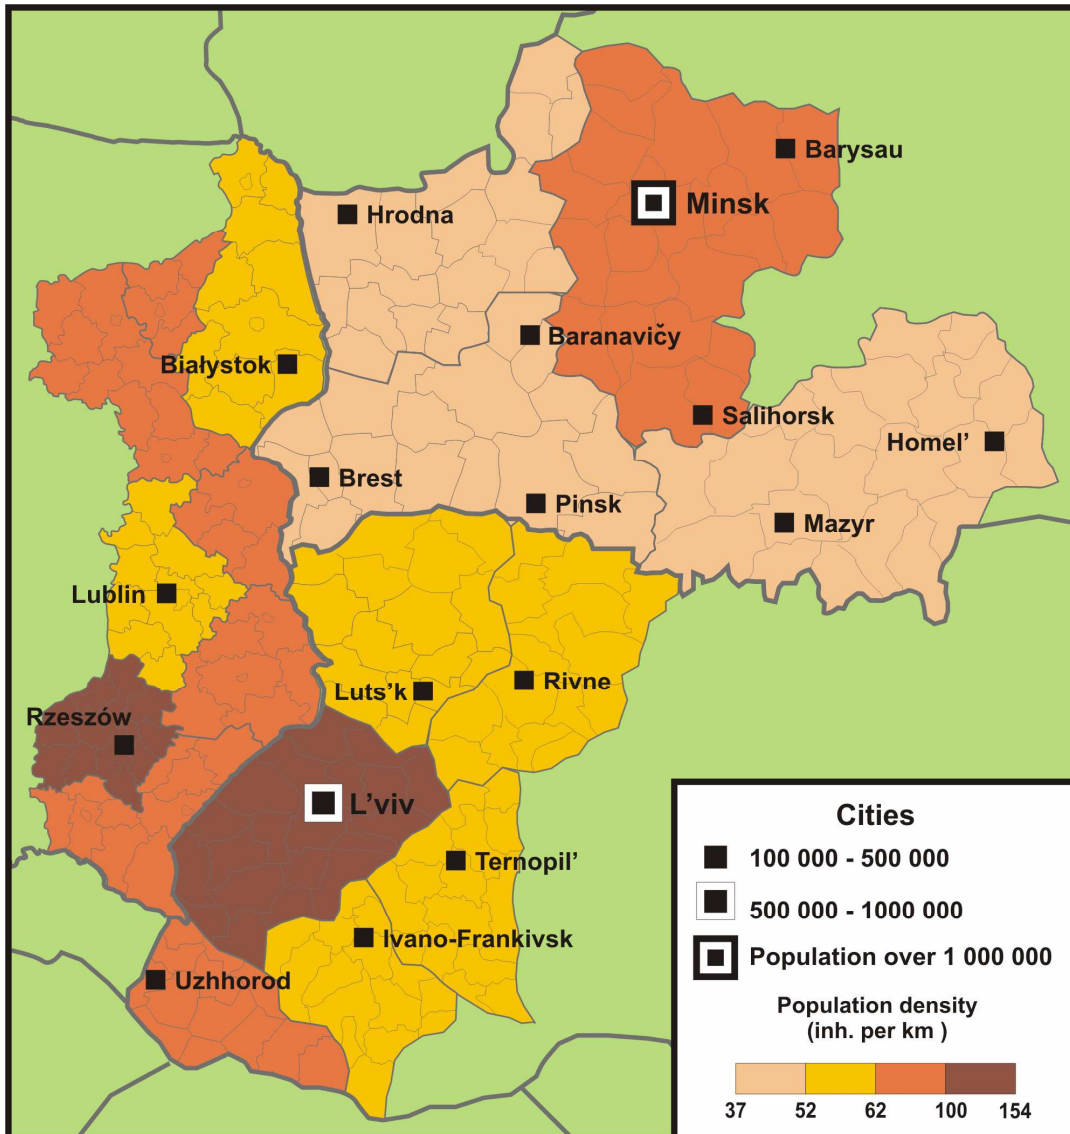 Barysau
Minsk
Hrodna
Baranavičy
Białystok
Salihorsk
Homel’
Brest
Pinsk
Mazyr
Lublin
Luts’k
Rivne
Rzeszów
L’viv
Ternopil’
Ivano-Frankivsk
Uzhhorod
Cities
100 000 - 500 000
500 000 - 1000 000
Population over 1 000 000
Population density
(inh. per km )
37 52 62 100 154